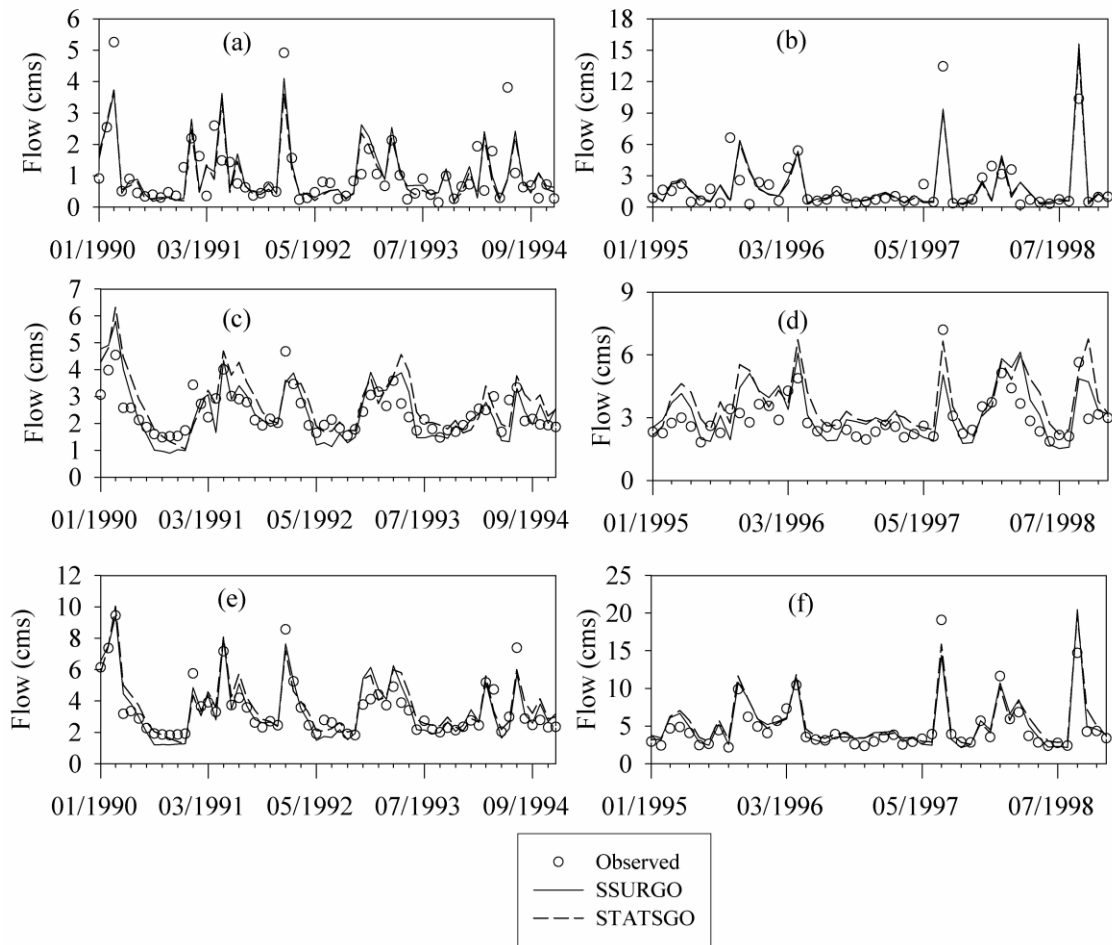 6 5 4 3 2 1 0
Flow (cms)
(a)
01/1990 03/1991 05/1992 07/1993 09/1994
18 15 12 9 6 3 0
Flow (cms)
(b)
01/1995 03/1996 05/1997 07/1998
7 6 5 4 3 2 1 0
Flow (cms)
(c)
01/1990 03/1991 05/1992 07/1993 09/1994
9 6 3 0
Flow (cms)
(d)
01/1995 03/1996 05/1997 07/1998
12 10 8 6 4 2 0
Flow (cms)
(e)
01/1990 03/1991 05/1992 07/1993 09/1994
25 20 15 10 5 0
Flow (cms)
(f)
01/1995 03/1996 05/1997 07/1998
Observed
SSURGO
STATSGO